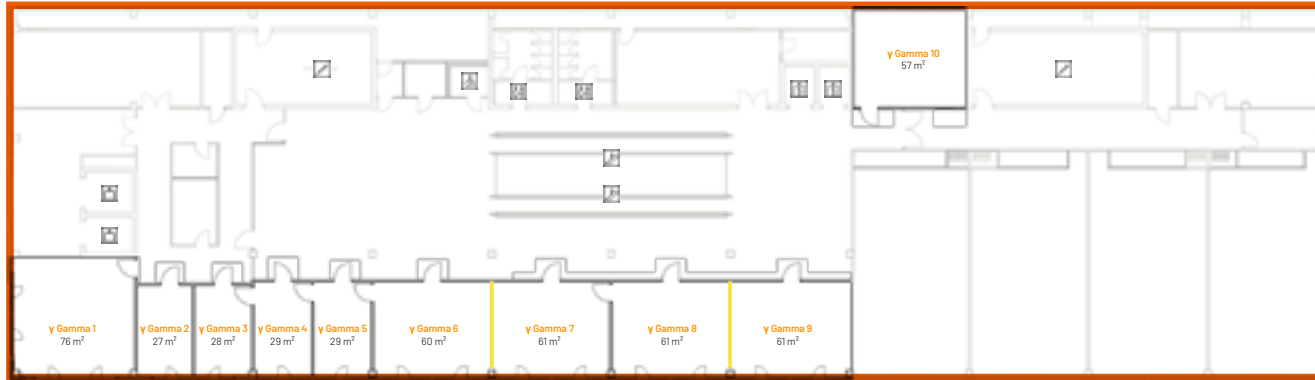 γ Gamma 10
57 m²
γ Gamma 1
76 m²
γ Gamma 2
27 m²
γ Gamma 3
28 m²
γ Gamma 4
29 m²
γ Gamma 5
29 m²
γ Gamma 6
60 m²
γ Gamma 7
61 m²
γ Gamma 8
61 m²
γ Gamma 9
61 m²